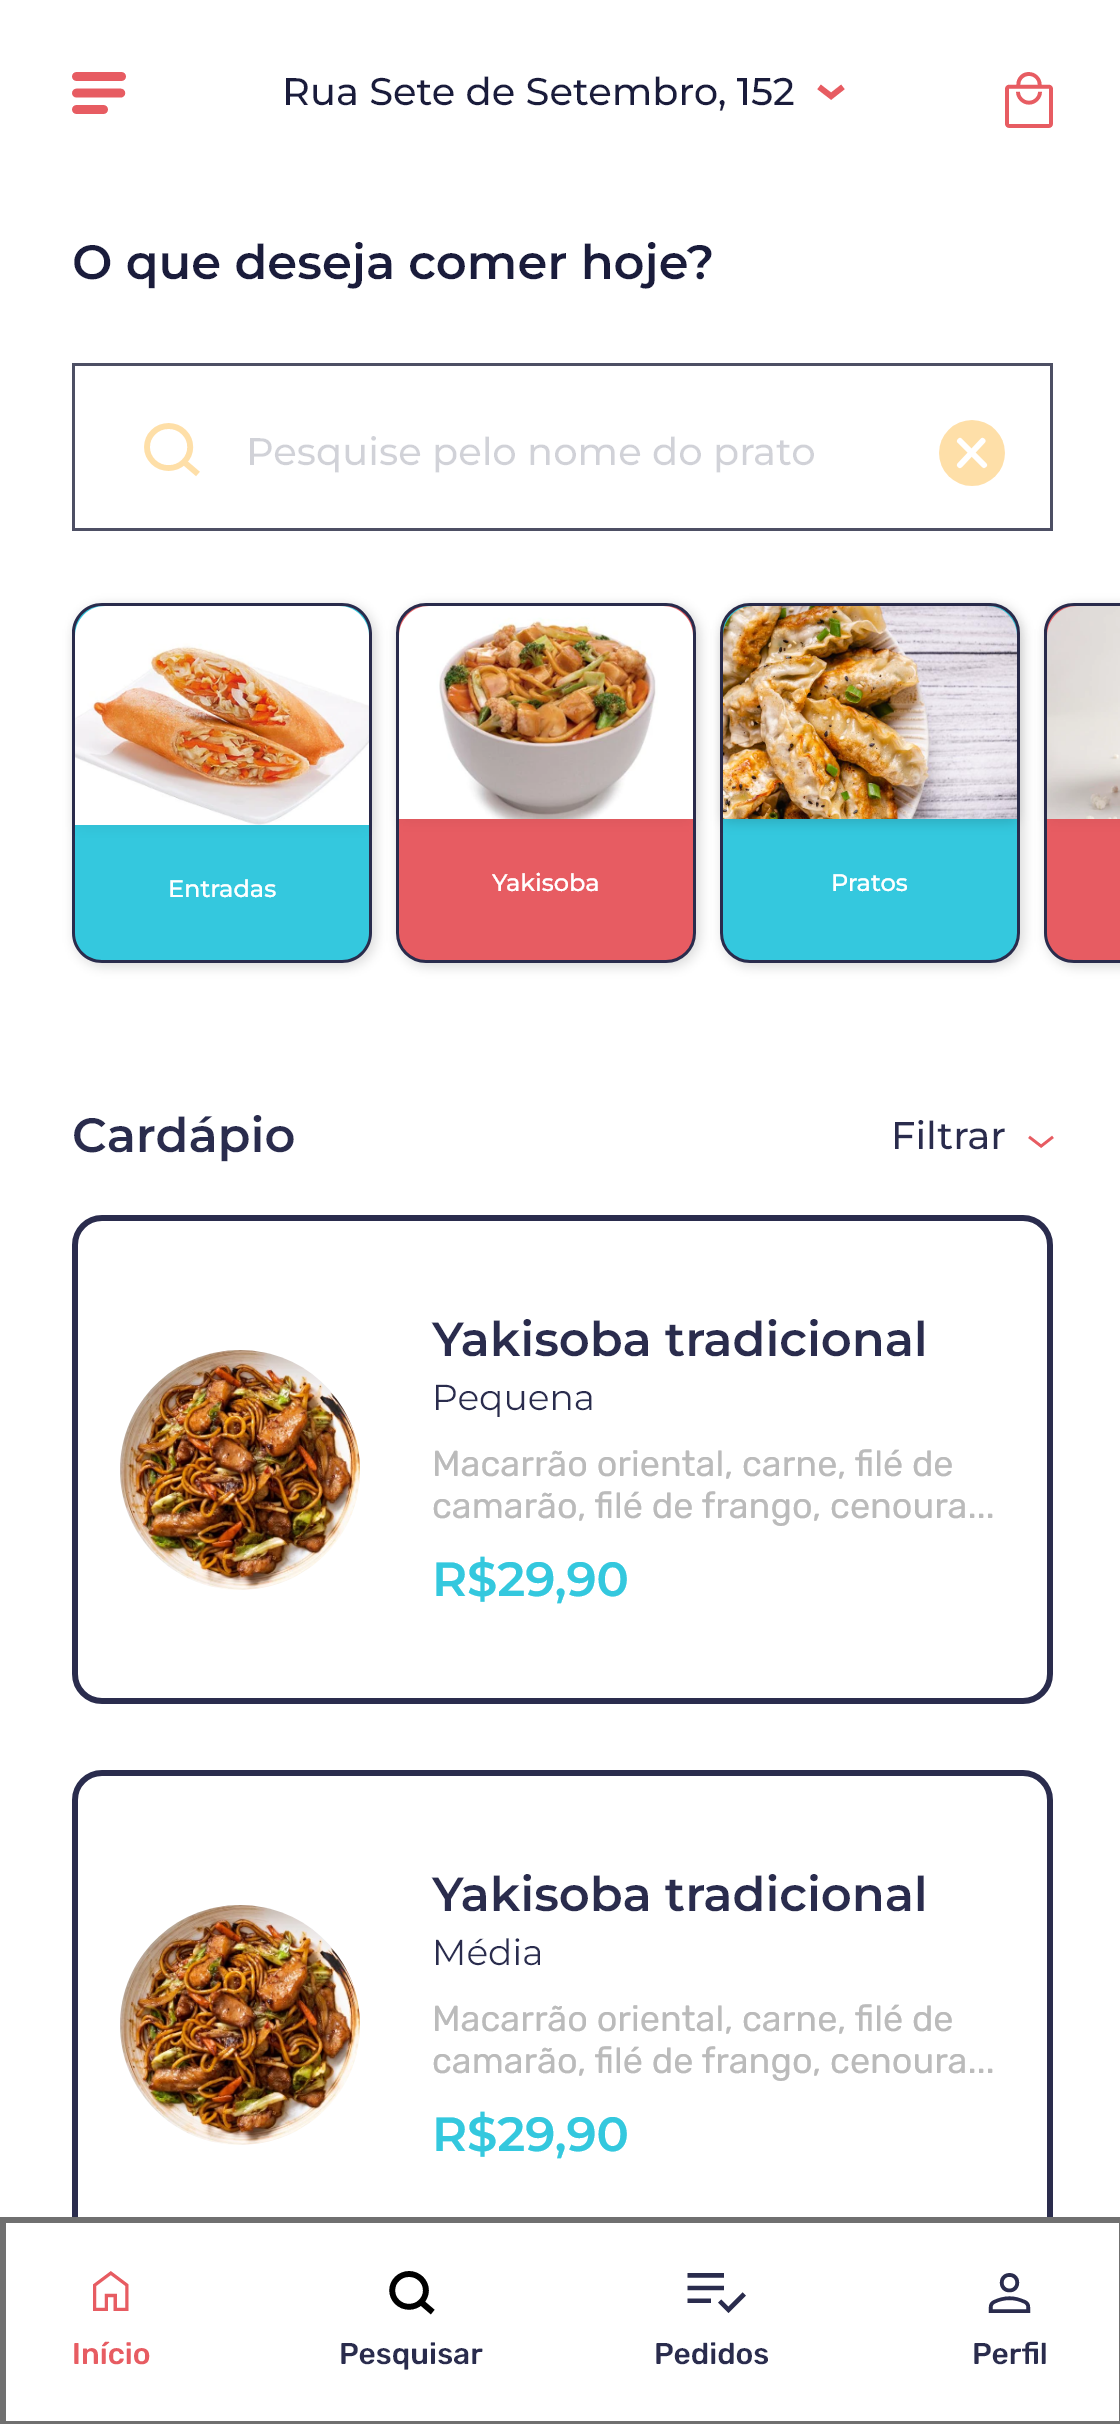 Rua Sete de Setembro, 152
O que deseja comer hoje?
Pesquise pelo nome do prato
Entradas
Yakisoba
Pratos
Cardápio
Filtrar
Yakisoba tradicional
Pequena
Macarrão oriental, carne, filé de
camarão, filé de frango, cenoura...
R$29,90
Yakisoba tradicional
Média
Macarrão oriental, carne, filé de
camarão, filé de frango, cenoura...
R$29,90
Início
Pesquisar
Pedidos
Perfil